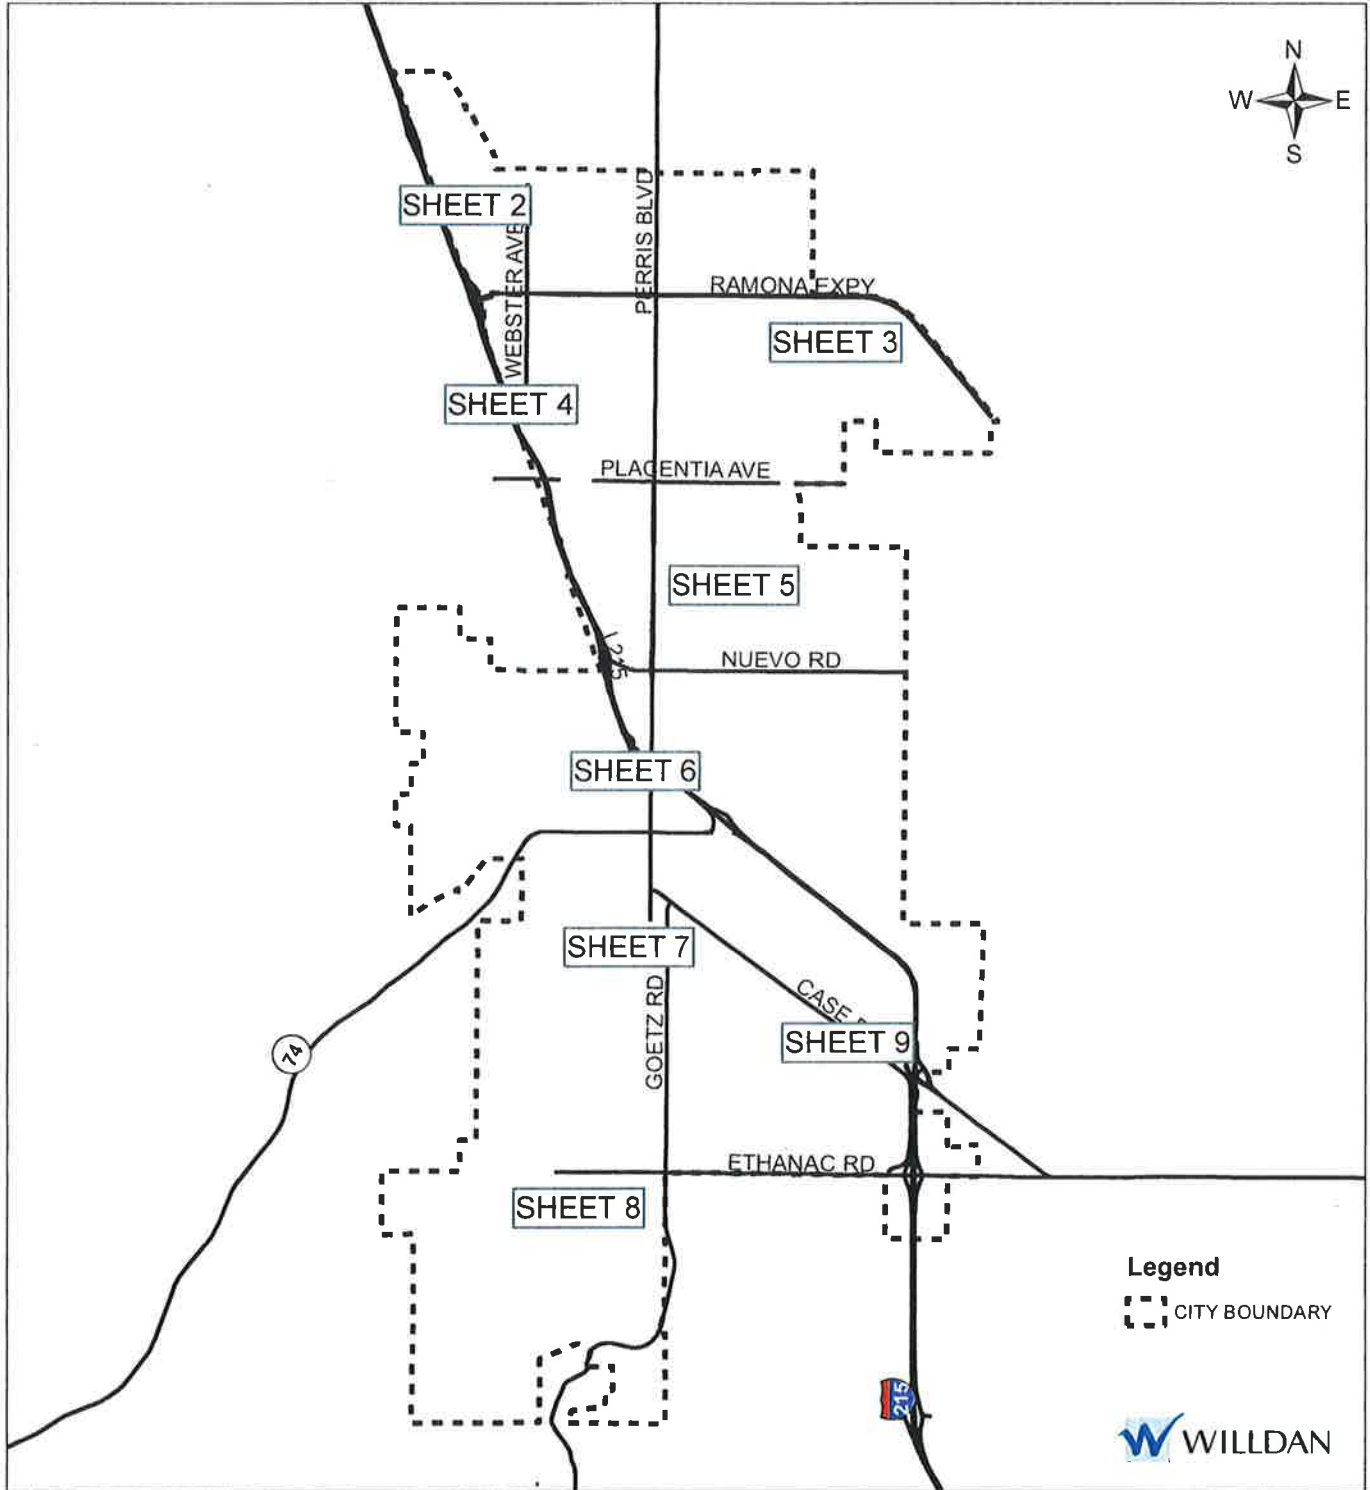 N
W E
S
SHEET 2
WEBSTER AVE
PERRIS BLVD
RAMONA EXPY
SHEET 3
SHEET 4
PLACENTIA AVE
SHEET 5
I 215
NUEVO RD
SHEET 6
SHEET 7
GOETZ RD
CASE
SHEET 9
74
ETHANAC RD
SHEET 8
Legend
CITY BOUNDARY
215
WILLDAN